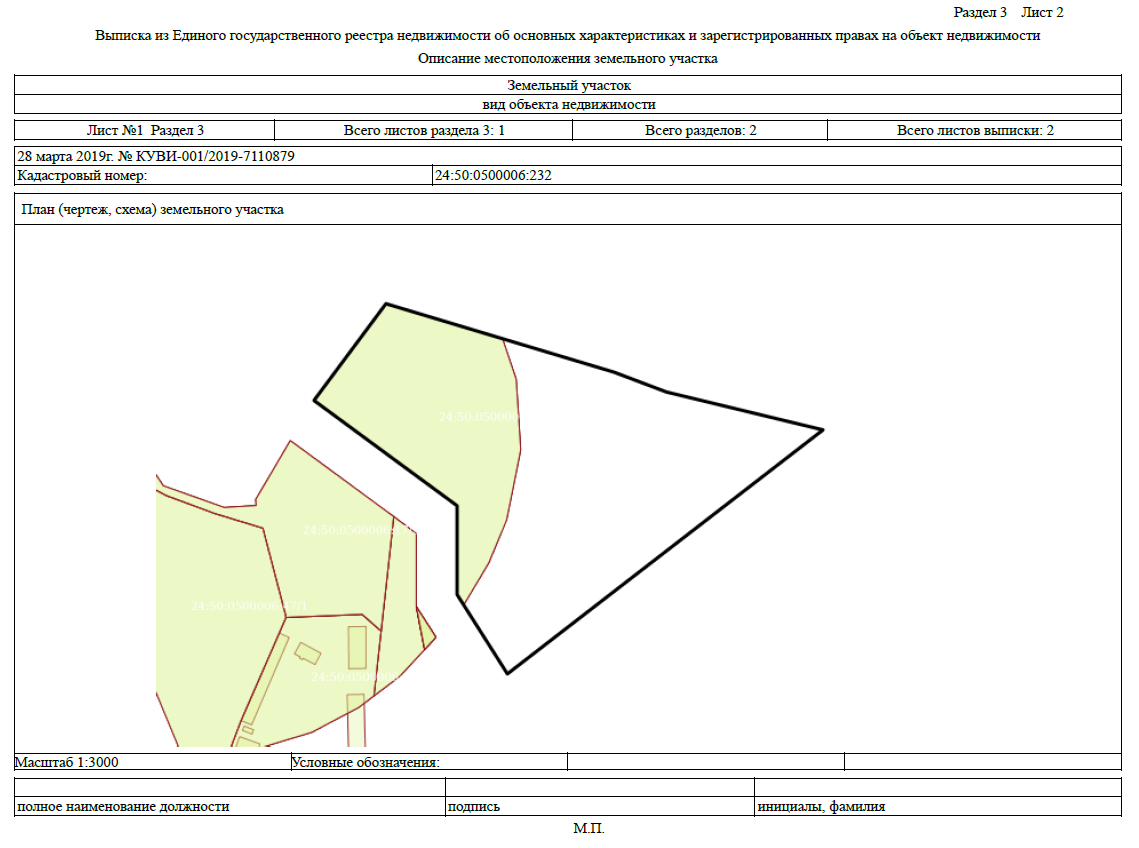 Раздел 3 Лист 2
Выписка из Единого государственного реестра недвижимости об основных характеристиках и зарегистрированных правах на объект недвижимости
Описание местоположения земельного участка
Земельный участок
вид объекта недвижимости
Лист №1 Раздел 3 Всего листов раздела 3: 1 Всего разделов: 2 Всего листов выписки: 2
28 марта 2019г. № КУВИ-001/2019-7110879
Кадастровый номер: 24:50:0500006:232
План (чертеж, схема) земельного участка
Масштаб 1:3000 Условные обозначения:
полное наименование должности подпись инициалы, фамилия
М.П.